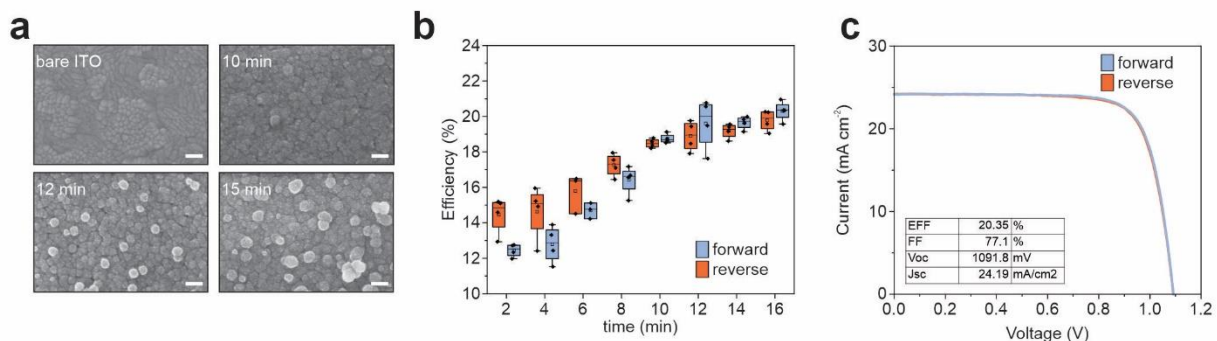 a
bare ITO
10 min
12 min
15 min
b
Efficiency (%)
24
22
20
18
16
14
12
10
2 4 6 8 10 12 14 16
time (min)
forward
reverse
c
Current (mA cm-2)
30
20
10
0
0.0 0.2 0.4 0.6 0.8 1.0 1.2
Voltage (V)
forward
reverse
EFF 20.35 %
FF 77.1 %
Voc 1091.8 mV
Jsc 24.19 mA/cm2